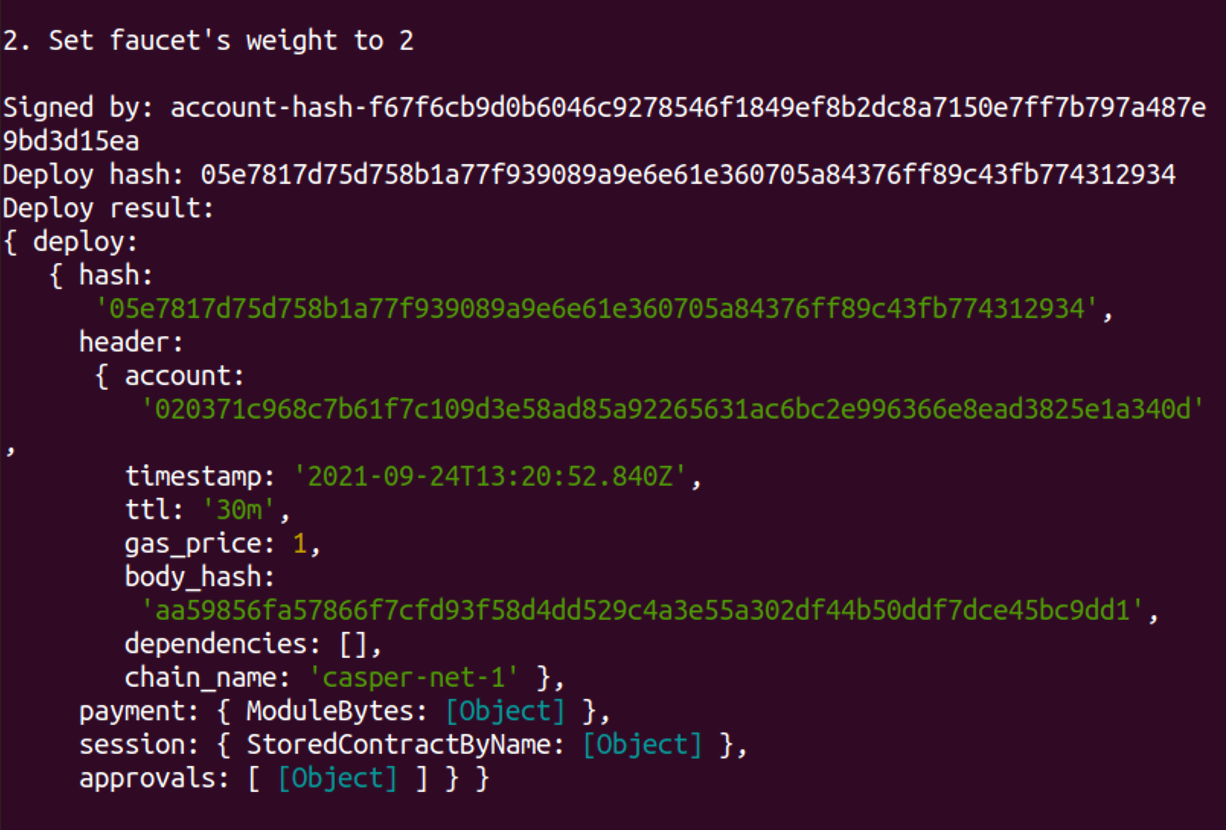 2. Set faucet's weight to 2
Signed by: account-hash-f67f6cb9d0b6046c9278546f1849ef8b2dc8a7150e7ff7b797a487e
9bd3d15ea
Deploy hash: 05e7817d75d758b1a77f939089a9e6e61e360705a84376ff89c43fb774312934
Deploy result:
{ deploy:
   { hash:
      '05e7817d75d758b1a77f939089a9e6e61e360705a84376ff89c43fb774312934',
     header:
      { account:
         '020371c968c7b61f7c109d3e58ad85a92265631ac6bc2e996366e8ead3825e1a340d'
,
        timestamp: '2021-09-24T13:20:52.840Z',
        ttl: '30m',
        gas_price: 1,
        body_hash:
         'aa59856fa57866f7cfd93f58d4dd529c4a3e55a302df44b50ddf7dce45bc9dd1',
        dependencies: [],
        chain_name: 'casper-net-1' },
     payment: { ModuleBytes: [Object] },
     session: { StoredContractByName: [Object] },
     approvals: [ [Object] ] } }